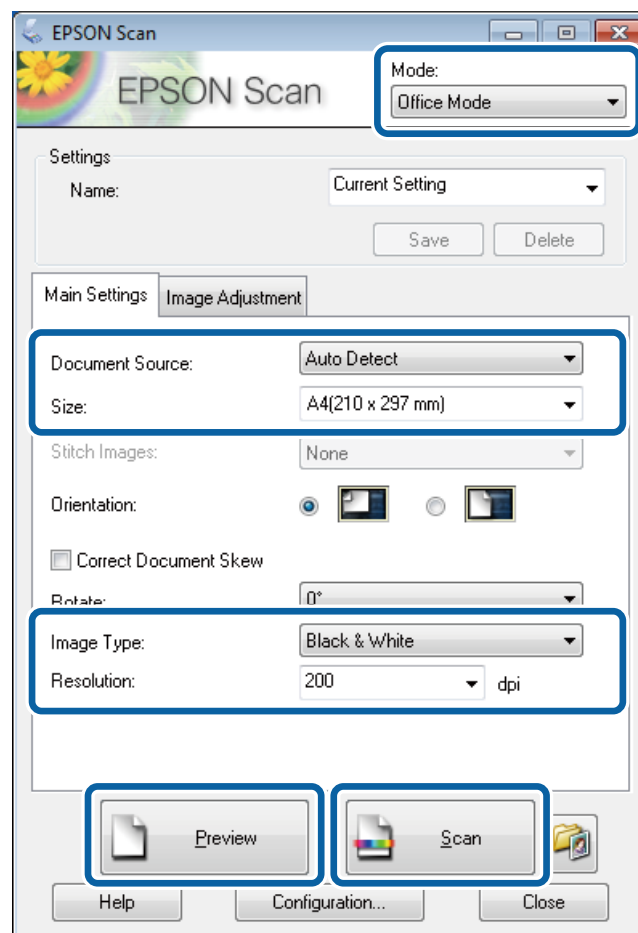 EPSON Scan
EPSON Scan
Mode:
Office Mode
Settings
Name: Current Setting
Save Delete
Main Settings Image Adjustment
Document Source: Auto Detect
Size: A4(210 x 297 mm)
Stitch Images: None
Orientation:
Correct Document Skew
Rotate: 0°
Image Type: Black & White
Resolution: 200 dpi
Preview Scan
Help Configuration... Close